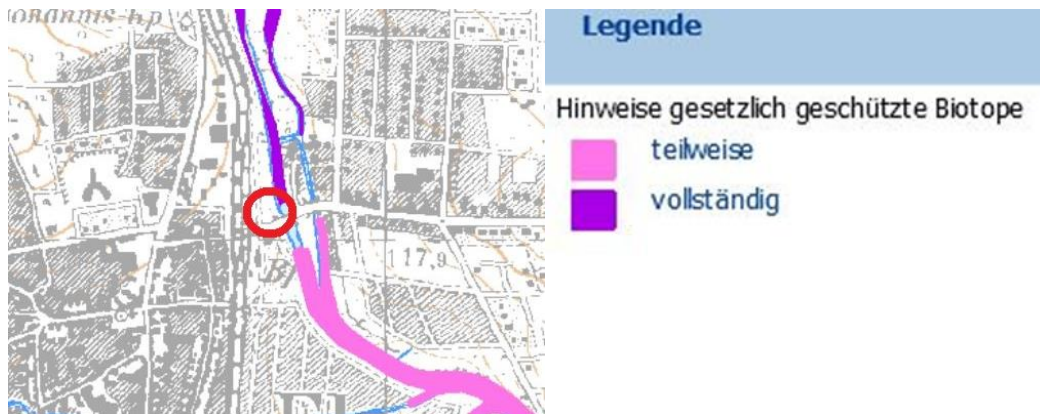 Legende
Hinweise gesetzlich geschützte Biotope
teilweise
vollständig
117,9